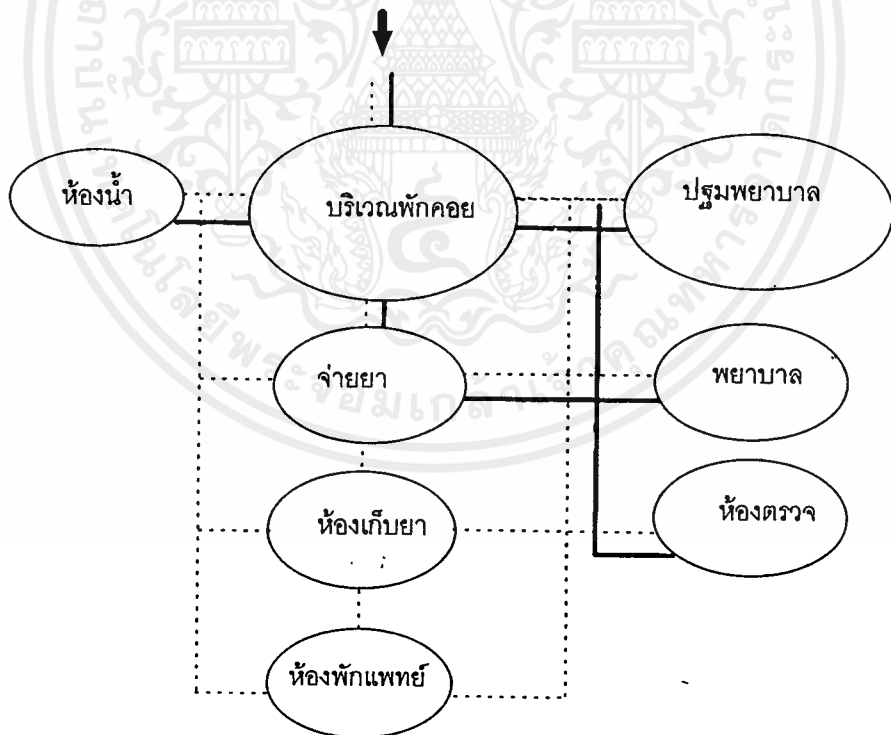 ห้องน้ำ
บริเวณพักคอย
ปฐมพยาบาล
จ่ายยา
พยาบาล
ห้องเก็บยา
ห้องตรวจ
ห้องพักแพทย์